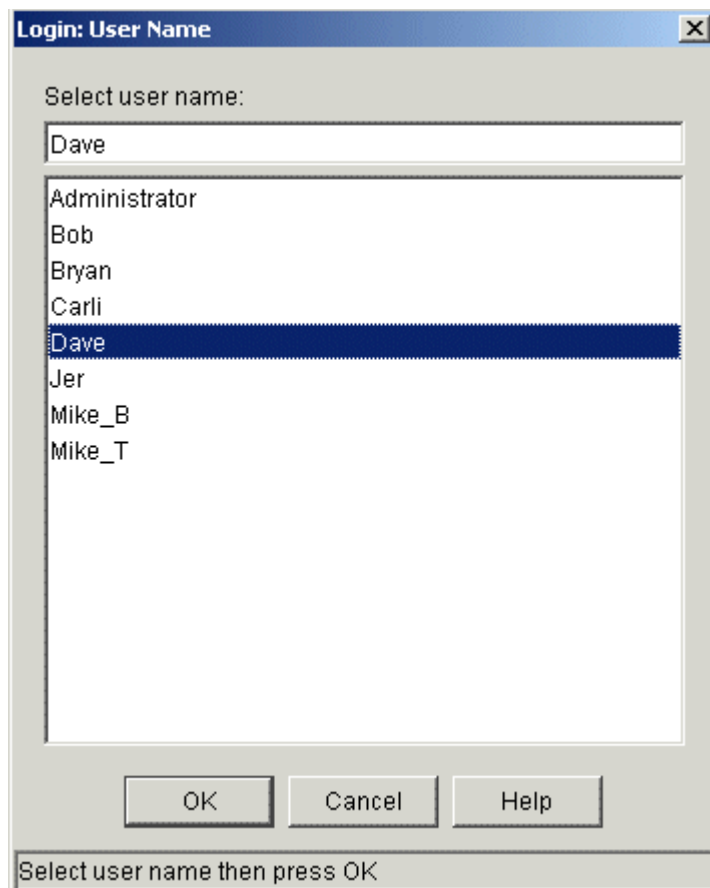 Login: User Name
Select user name:
Dave
Administrator
Bob
Bryan
Carli
Dave
Jer
Mike_B
Mike_T
OK Cancel Help
Select user name then press OK